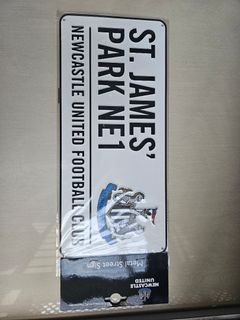 ST. JAMES'
PARK NE1
NEWCASTLE UNITED FOOTBALL CLUB
Metal Street Sign
NEWCASTLE
UNITED